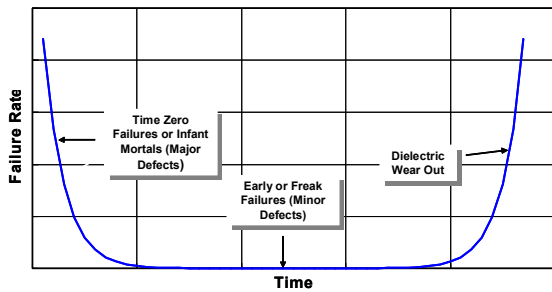 Failure Rate
Time Zero
Failures or Infant
Mortals (Major
Defects)
Early or Freak
Failures (Minor
Defects)
Dielectric
Wear Out
Time